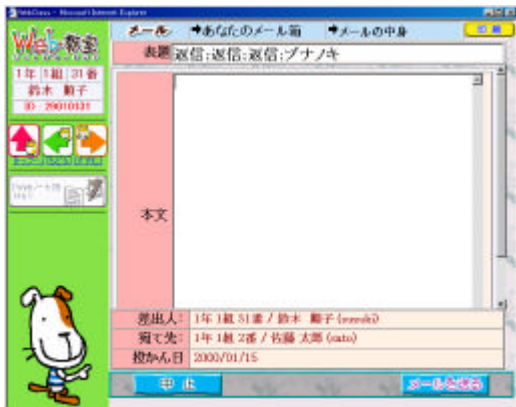 WebClass - Microsoft Internet Explorer
Web教室
1年 1組 31番
鈴木 順子
ID 29010131
メール ➡あなたのメール箱 ➡メールの中身
印刷
表題 返信:返信:返信:ブナノキ
本文
差出人: 1年 1組 31番 / 鈴木 順子 (suzuki)
宛て先: 1年 1組 2番 / 佐藤 太郎 (sato)
投かん日 2000/01/15
中 止
メールを送る